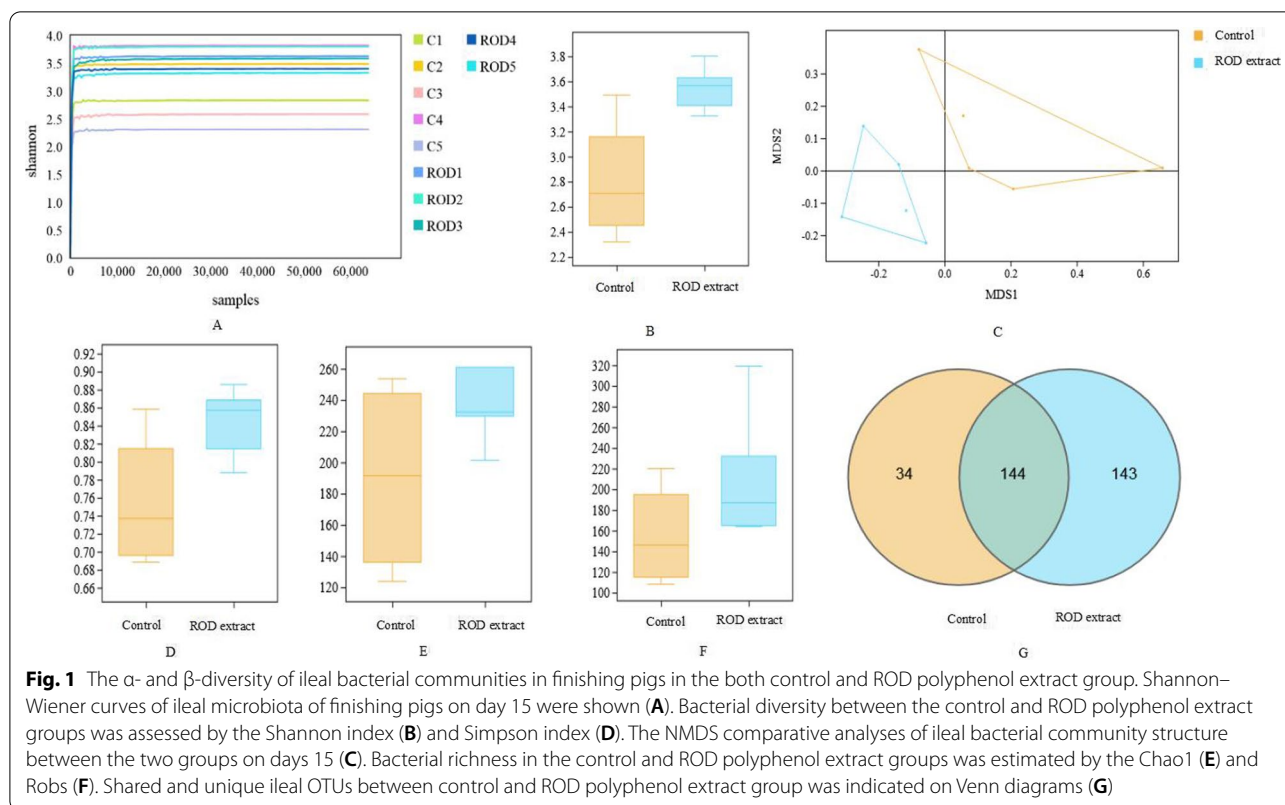 4.0
3.5
3.0
2.5
2.0
1.5
1.0
0.5
0.0
shannon
0 10,000 20,000 30,000 40,000 50,000 60,000
samples
C1 ROD4
C2 ROD5
C3
C4
C5
ROD1
ROD2
ROD3
A
3.8
3.6
3.4
3.2
3.0
2.8
2.6
2.4
2.2
Control ROD extract
B
0.3
0.2
0.1
0.0
-0.1
-0.2
MDS2
-0.2 0.0 0.2 0.4 0.6
MDS1
Control
ROD extract
C
0.92
0.90
0.88
0.86
0.84
0.82
0.80
0.78
0.76
0.74
0.72
0.70
0.68
0.66
Control ROD extract
D
260
240
220
200
180
160
140
120
Control ROD extract
E
320
300
280
260
240
220
200
180
160
140
120
100
Control ROD extract
F
34 144 143
Control ROD extract
G
Fig. 1 The α- and β-diversity of ileal bacterial communities in finishing pigs in the both control and ROD polyphenol extract group. Shannon–
Wiener curves of ileal microbiota of finishing pigs on day 15 were shown (A). Bacterial diversity between the control and ROD polyphenol extract
groups was assessed by the Shannon index (B) and Simpson index (D). The NMDS comparative analyses of ileal bacterial community structure
between the two groups on days 15 (C). Bacterial richness in the control and ROD polyphenol extract groups was estimated by the Chao1 (E) and
Robs (F). Shared and unique ileal OTUs between control and ROD polyphenol extract group was indicated on Venn diagrams (G)